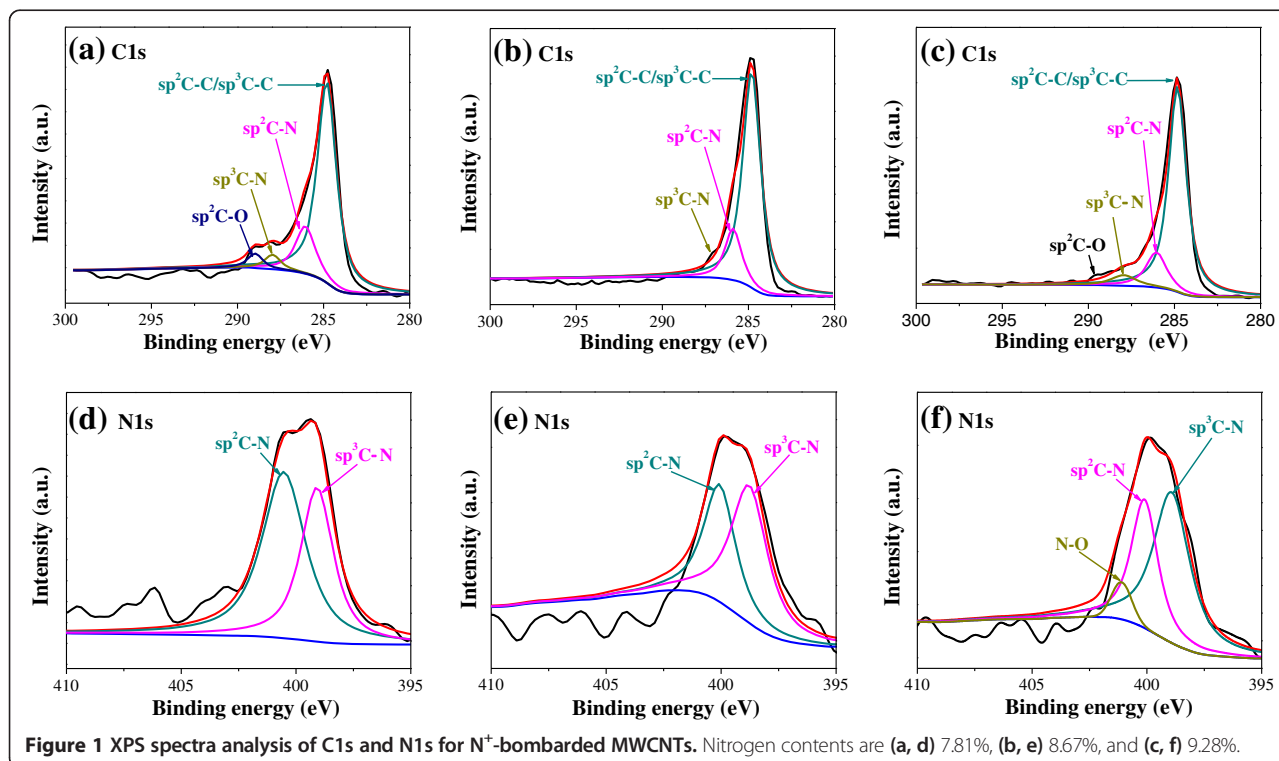 (a) C1s
sp²C-C/sp³C-C
sp²C-N
sp³C-N
sp²C-O
Intensity (a.u.)
300 295 290 285 280
Binding energy (eV)
(b) C1s
sp²C-C/sp³C-C
sp²C-N
sp³C-N
Intensity (a.u.)
300 295 290 285 280
Binding energy (eV)
(c) C1s
sp²C-C/sp³C-C
sp²C-N
sp³C-N
sp²C-O
Intensity (a.u.)
300 295 290 285 280
Binding energy (eV)
(d) N1s
sp²C-N
sp³C-N
Intensity (a.u.)
410 405 400 395
Binding energy (eV)
(e) N1s
sp²C-N
sp³C-N
Intensity (a.u.)
410 405 400 395
Binding energy (eV)
(f) N1s
sp³C-N
sp²C-N
N-O
Intensity (a.u.)
410 405 400 395
Binding energy (eV)
Figure 1 XPS spectra analysis of C1s and N1s for N⁺-bombarded MWCNTs. Nitrogen contents are (a, d) 7.81%, (b, e) 8.67%, and (c, f) 9.28%.